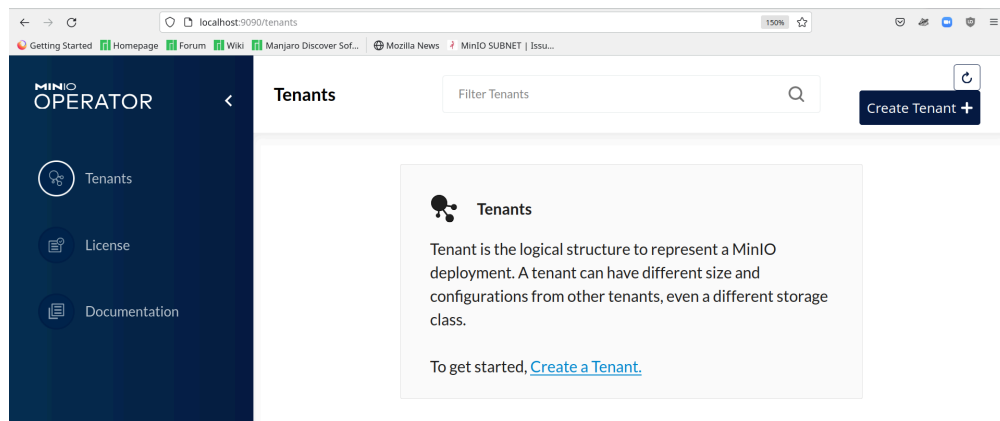 localhost:9090/tenants
150%
Getting Started
Homepage
Forum
Wiki
Manjaro Discover Sof...
Mozilla News
MinIO SUBNET | Issu...
MINIO
OPERATOR
Tenants
Filter Tenants
Create Tenant +
Tenants
License
Documentation
Tenants
Tenant is the logical structure to represent a MinIO
deployment. A tenant can have different size and
configurations from other tenants, even a different storage
class.
To get started, Create a Tenant.